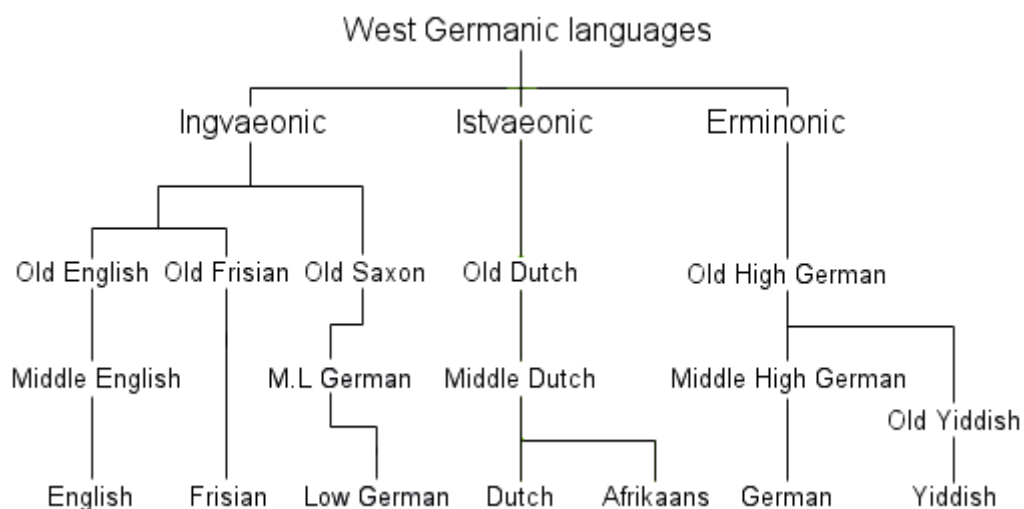 West Germanic languages
Ingvaeonic Istvaeonic Erminonic
Old English Old Frisian Old Saxon Old Dutch Old High German
Middle English M.L German Middle Dutch Middle High German
Old Yiddish
English Frisian Low German Dutch Afrikaans German Yiddish